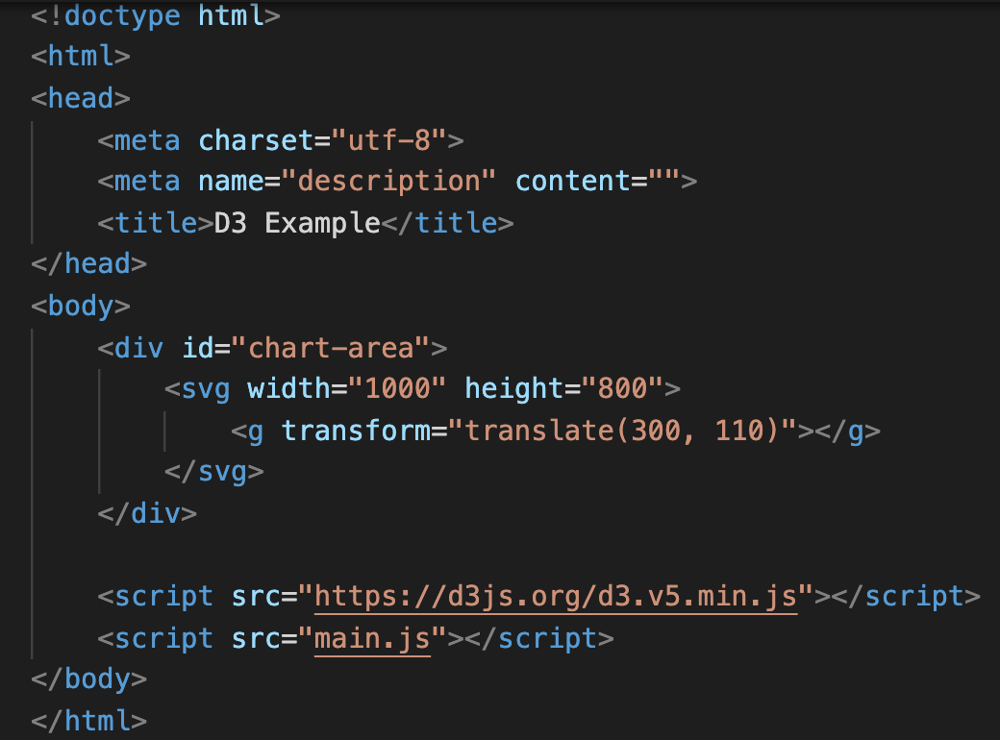 <!doctype html>
<html>
<head>
    <meta charset="utf-8">
    <meta name="description" content="">
    <title>D3 Example</title>
</head>
<body>
    <div id="chart-area">
        <svg width="1000" height="800">
            <g transform="translate(300, 110)"></g>
        </svg>
    </div>

    <script src="https://d3js.org/d3.v5.min.js"></script>
    <script src="main.js"></script>
</body>
</html>